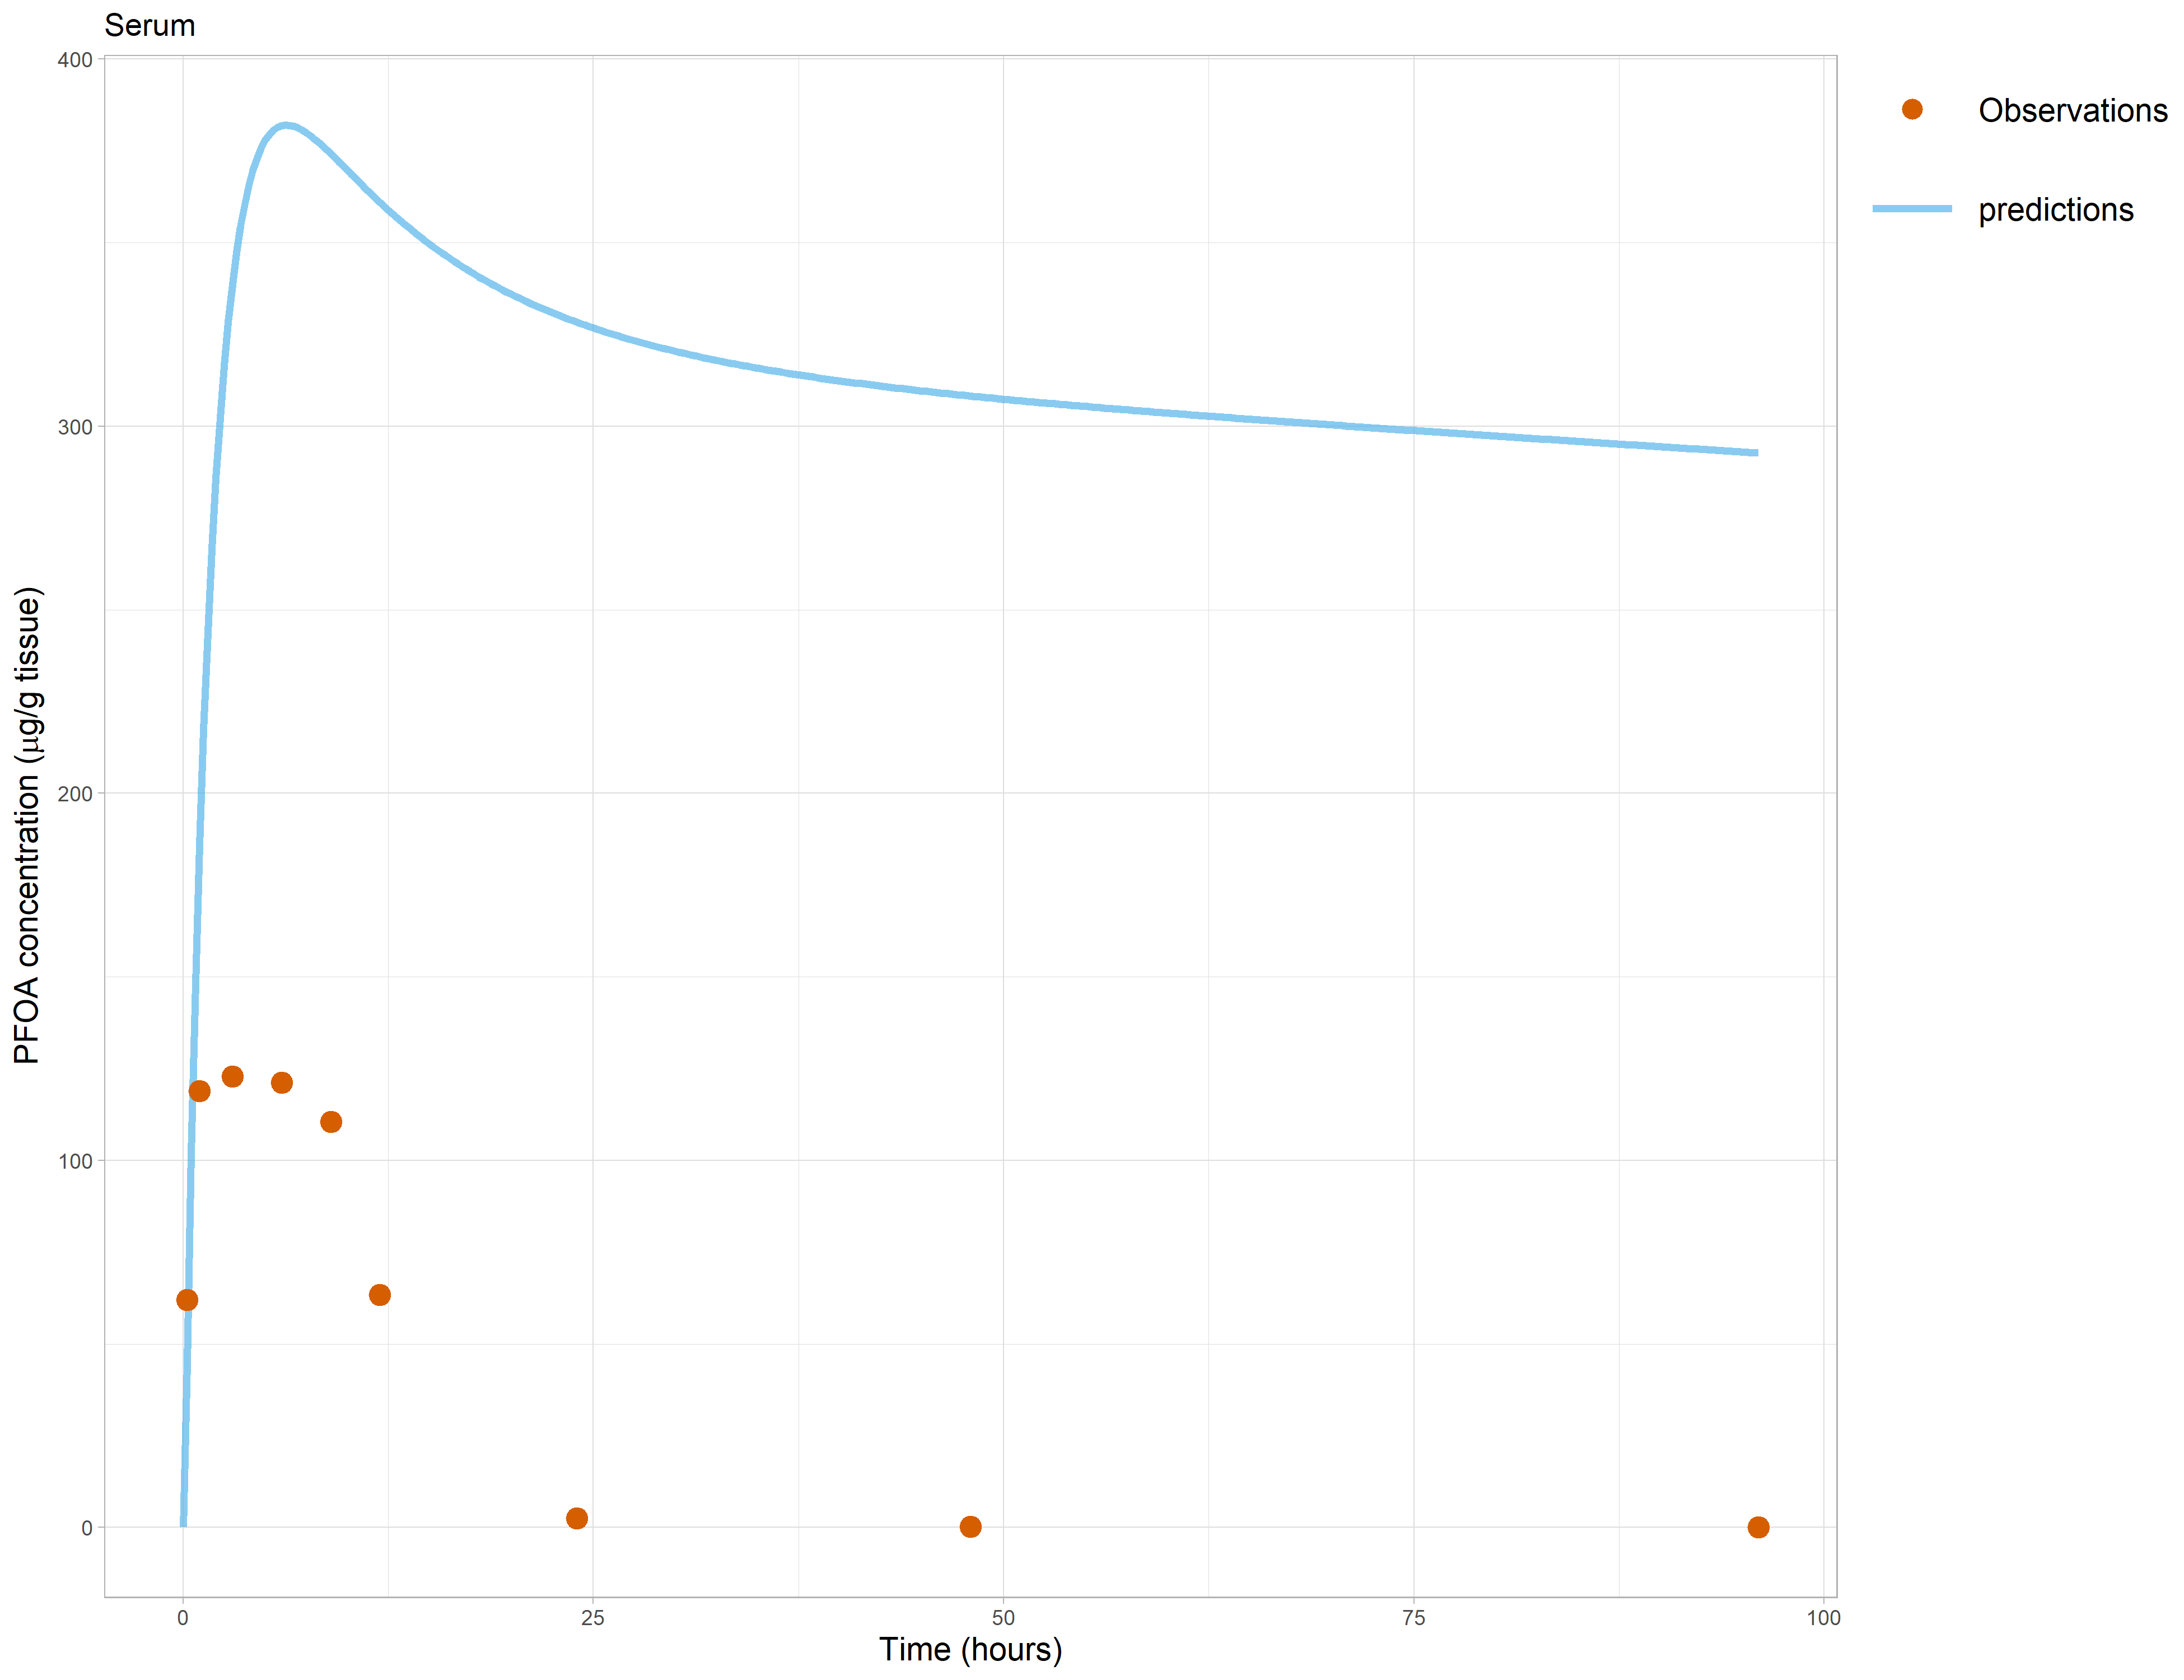 Serum
400
300
200
100
0
PFOA concentration (μg/g tissue)
0 25 50 75 100
Time (hours)
Observations
predictions